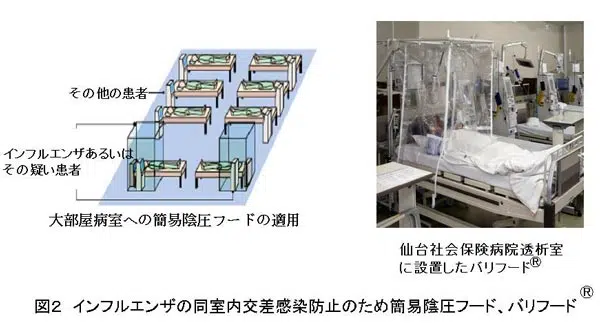 その他の患者
インフルエンザあるいは
その疑い患者
大部屋病室への簡易陰圧フードの適用
仙台社会保険病院透析室
に設置したバリフード®
図2 インフルエンザの同室内交差感染防止のため簡易陰圧フード、バリフード®